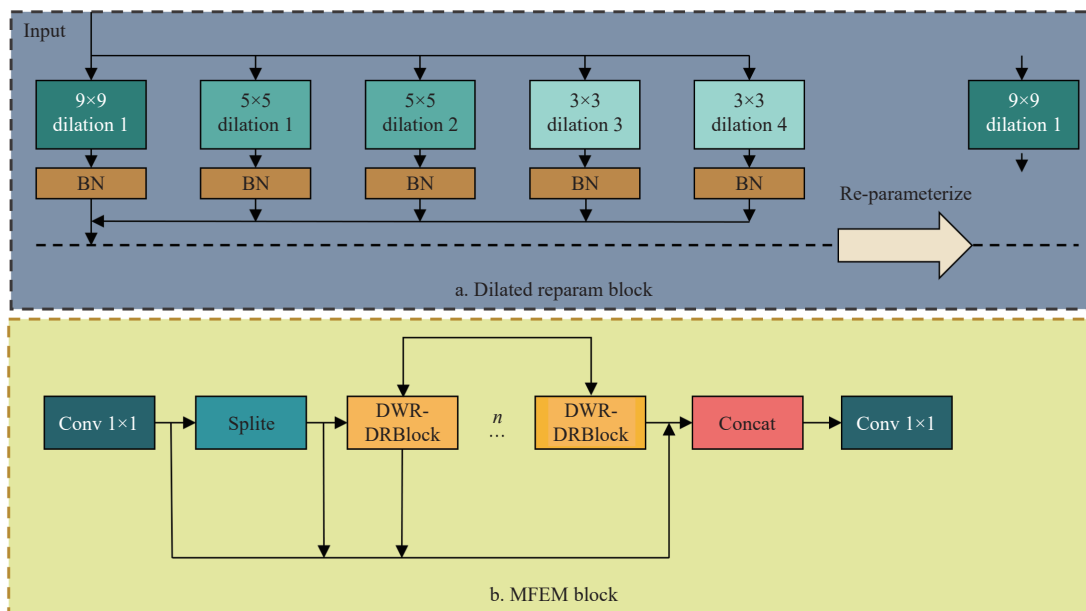 Input
9×9
dilation 1
5×5
dilation 1
5×5
dilation 2
3×3
dilation 3
3×3
dilation 4
9×9
dilation 1
BN
BN
BN
BN
BN
Re-parameterize
a. Dilated reparam block
Conv 1×1
Splite
DWR-
DRBlock
n
...
DWR-
DRBlock
Concat
Conv 1×1
b. MFEM block